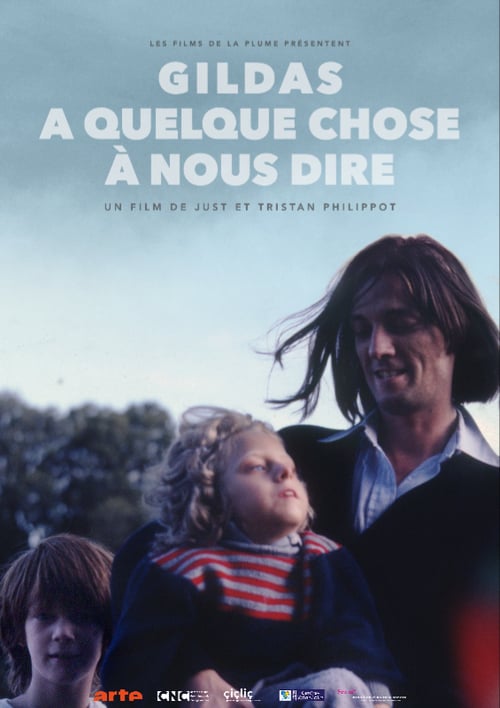 LES FILMS DE LA PLUME PRÉSENTENT
GILDAS
A QUELQUE CHOSE
À NOUS DIRE
UN FILM DE JUST ET TRISTAN PHILIPPOT
arte
CNC
ciclic